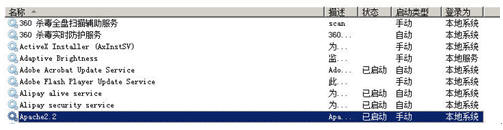 名称 描述 状态 启动类型 登录为
360 杀毒全盘扫描辅助服务 scan 手动 本地系统
360 杀毒实时防护服务 360... 自动 本地系统
ActiveX Installer (AxInstSV) 为... 手动 本地系统
Adaptive Brightness 监... 手动 本地服务
Adobe Acrobat Update Service Ado... 已启动 自动 本地系统
Adobe Flash Player Update Service 此... 手动 本地系统
Alipay alive service 为... 已启动 自动 本地系统
Alipay security service 为... 已启动 自动 本地系统
Apache2.2 Apa... 已启动 自动 本地系统